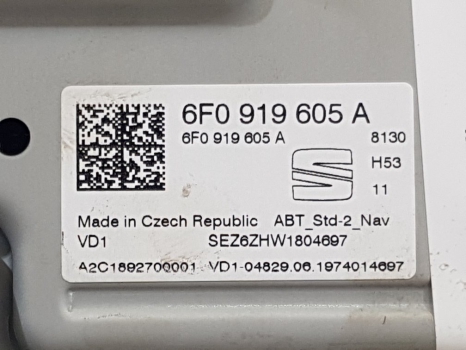 6F0 919 605 A
6F0 919 605 A 8130
H53
11
Made in Czech Republic ABT_Std-2_Nav
VD1 SEZ6ZHW1804697
A2C1892700001 VD1-04829.06.1974014697